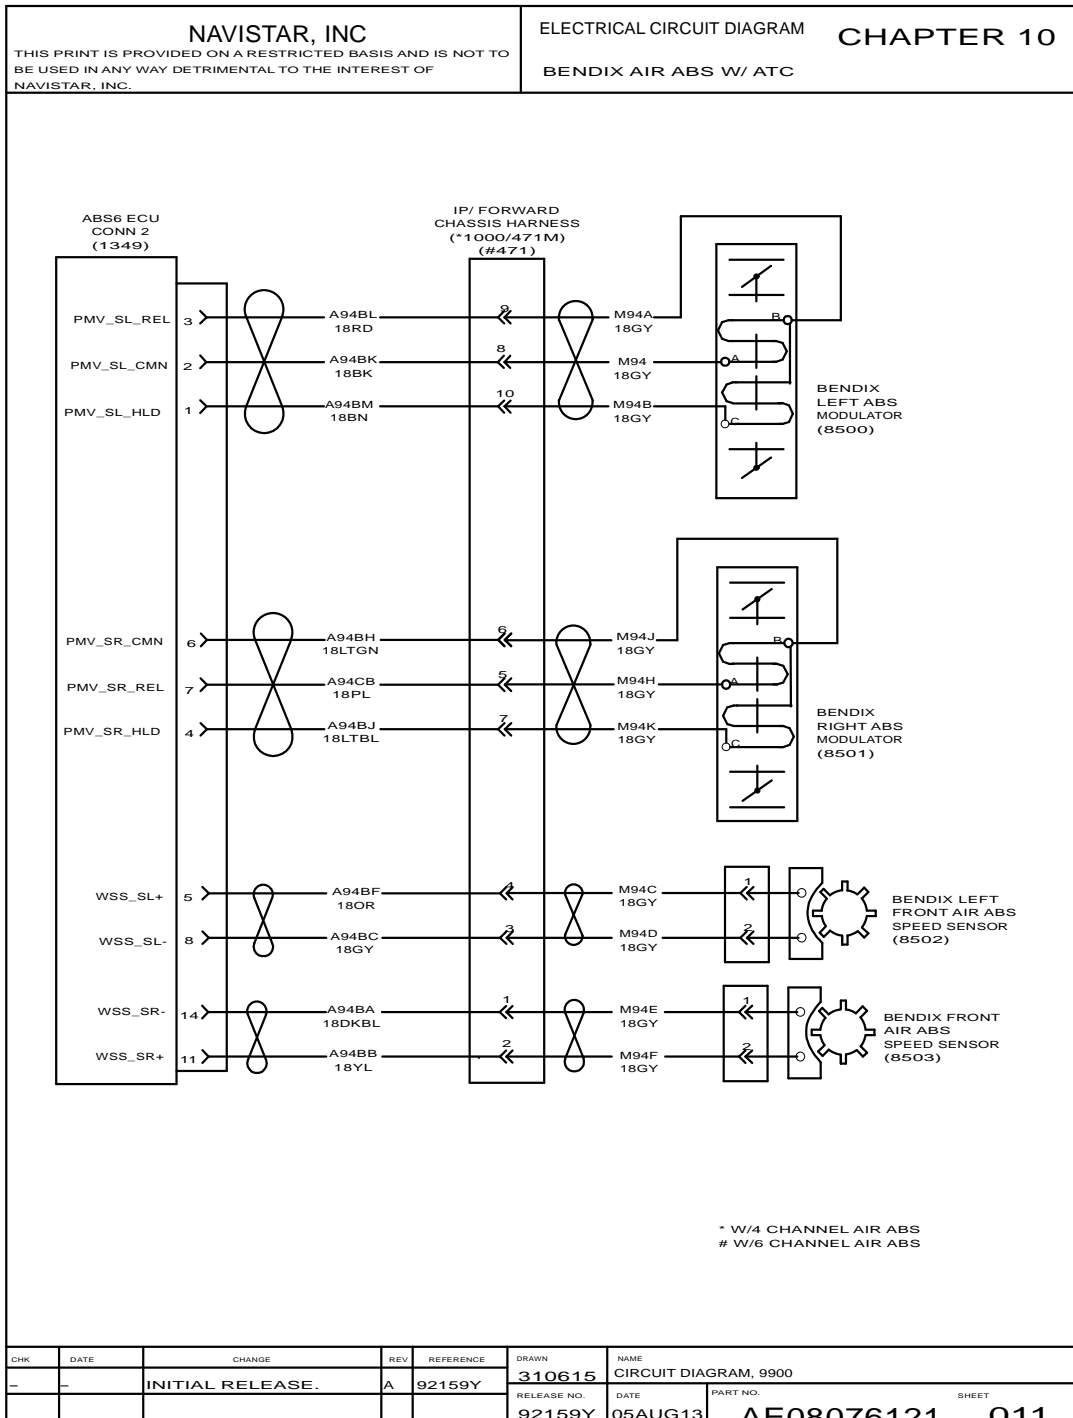 NAVISTAR, INC
THIS PRINT IS PROVIDED ON A RESTRICTED BASIS AND IS NOT TO
BE USED IN ANY WAY DETRIMENTAL TO THE INTEREST OF
NAVISTAR, INC.
ELECTRICAL CIRCUIT DIAGRAM
CHAPTER 10
BENDIX AIR ABS W/ ATC
ABS6 ECU
CONN 2
(1349)
IP/ FORWARD
CHASSIS HARNESS
(*1000/471M)
(#471)
PMV_SL_REL 3 A94BL 9 M94A B
18RD 18GY
PMV_SL_CMN 2 A94BK 8 M94 A
18BK 18GY
PMV_SL_HLD 1 A94BM 10 M94B C
18BN 18GY
BENDIX
LEFT ABS
MODULATOR
(8500)
PMV_SR_CMN 6 A94BH 6 M94J B
18LTGN 18GY
PMV_SR_REL 7 A94CB 5 M94H A
18PL 18GY
PMV_SR_HLD 4 A94BJ 7 M94K C
18LTBL 18GY
BENDIX
RIGHT ABS
MODULATOR
(8501)
WSS_SL+ 5 A94BF 4 M94C 1
18OR 18GY
WSS_SL- 8 A94BC 3 M94D 2
18GY 18GY
BENDIX LEFT
FRONT AIR ABS
SPEED SENSOR
(8502)
WSS_SR- 14 A94BA 1 M94E 1
18DKBL 18GY
WSS_SR+ 11 A94BB 2 M94F 2
18YL 18GY
BENDIX FRONT
AIR ABS
SPEED SENSOR
(8503)
* W/4 CHANNEL AIR ABS
# W/6 CHANNEL AIR ABS
CHK DATE CHANGE REV REFERENCE DRAWN NAME
– – INITIAL RELEASE. A 92159Y 310615 CIRCUIT DIAGRAM, 9900
RELEASE NO. DATE PART NO. SHEET
92159Y 05AUG13 AE08076121 011